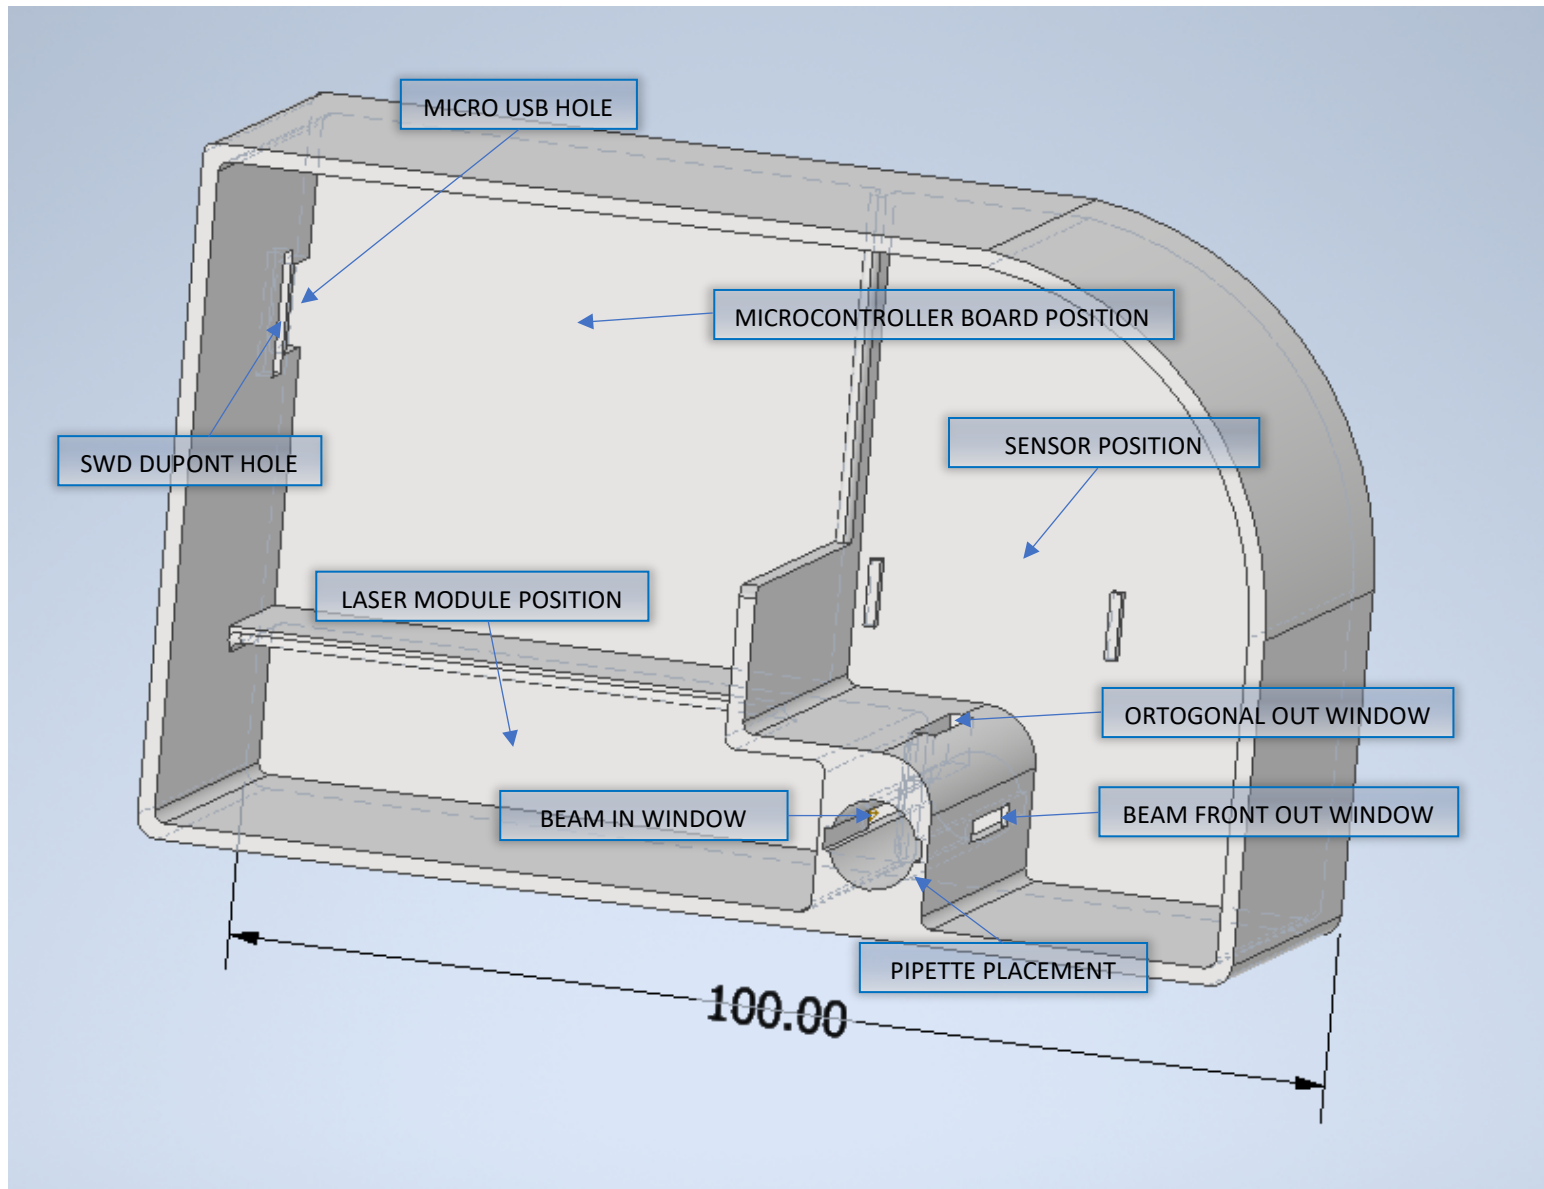 MICRO USB HOLE
MICROCONTROLLER BOARD POSITION
SWD DUPONT HOLE
SENSOR POSITION
LASER MODULE POSITION
ORTOGONAL OUT WINDOW
BEAM IN WINDOW
BEAM FRONT OUT WINDOW
PIPETTE PLACEMENT
100.00